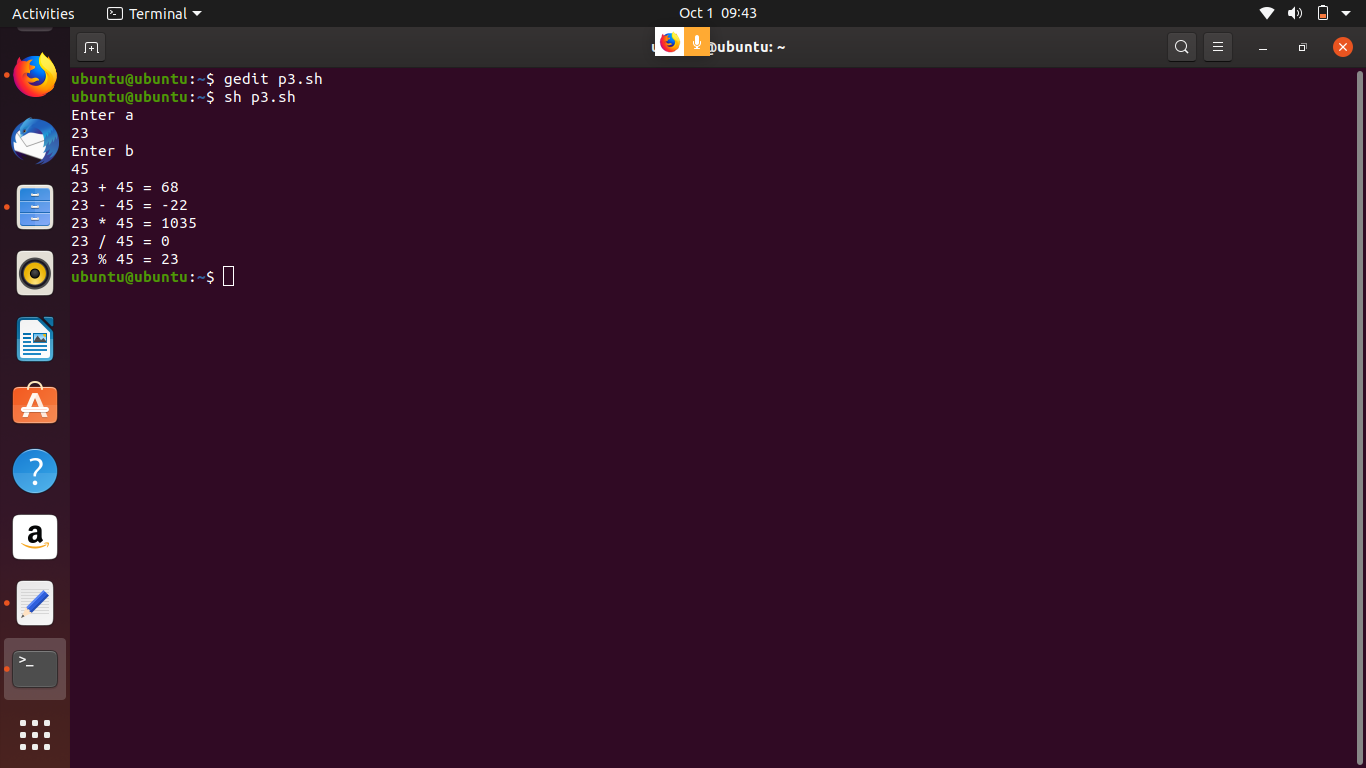 Activities
Terminal
Oct 1 09:43
@ubuntu: ~
ubuntu@ubuntu:~$ gedit p3.sh
ubuntu@ubuntu:~$ sh p3.sh
Enter a
23
Enter b
45
23 + 45 = 68
23 - 45 = -22
23 * 45 = 1035
23 / 45 = 0
23 % 45 = 23
ubuntu@ubuntu:~$
?
a
>_